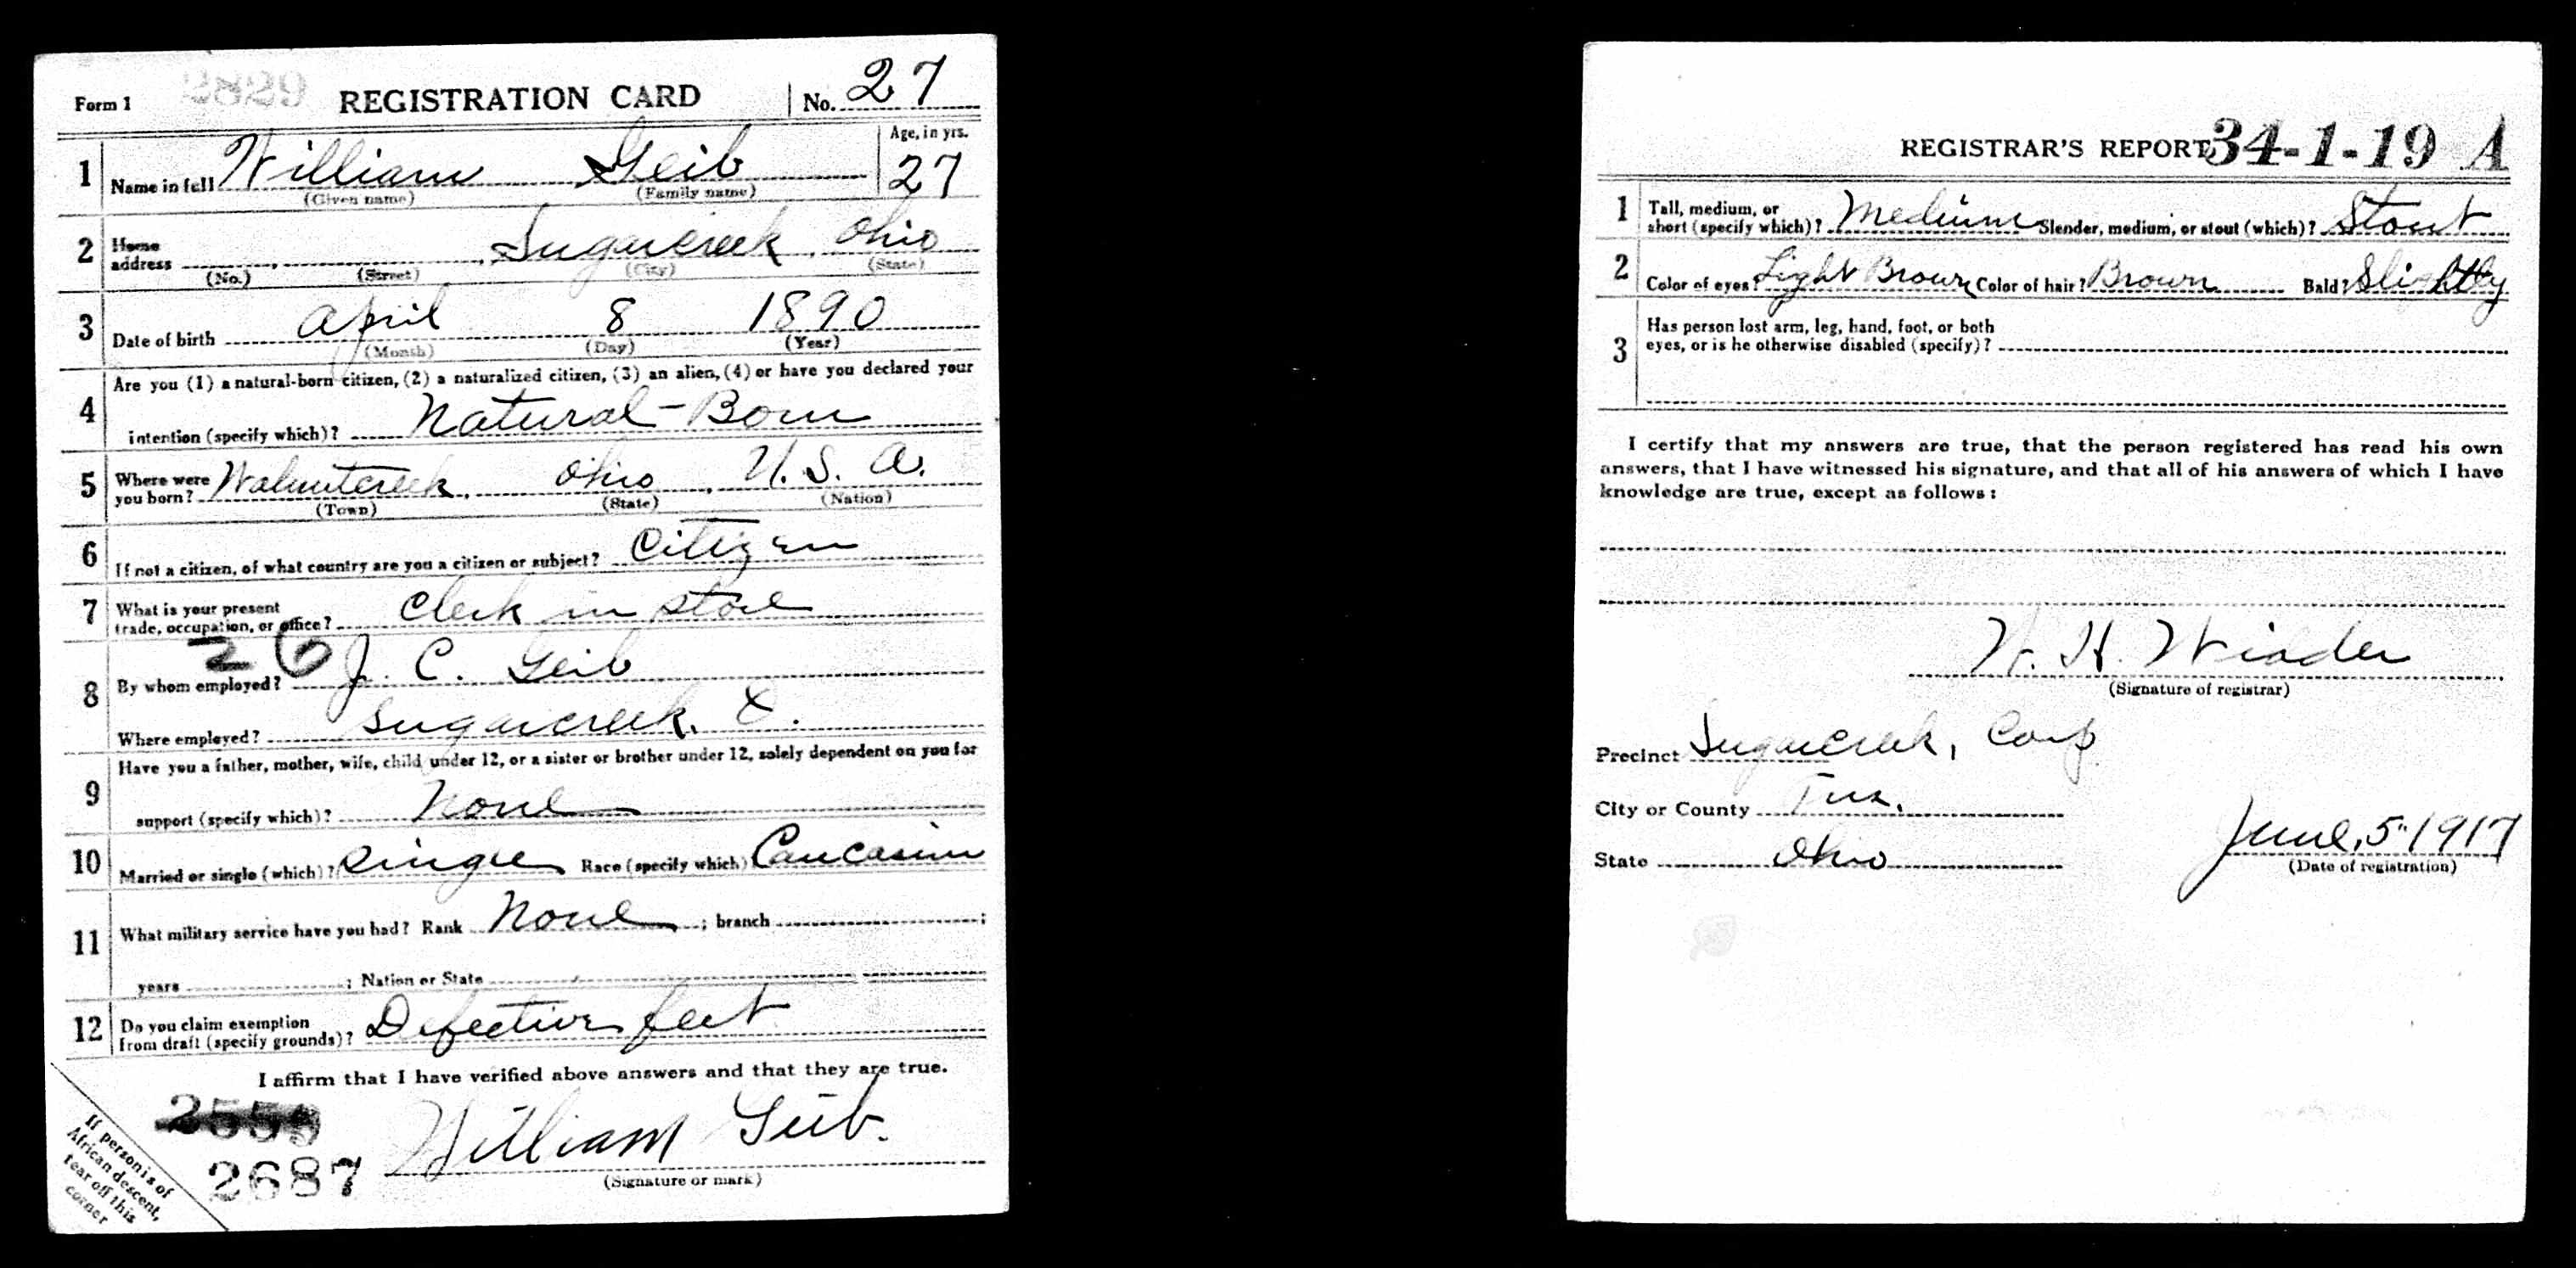 Form 1 2829 REGISTRATION CARD No. 27
Age, in yrs.
1 Name in full William Geib 27
(Given name) (Family name)
2 Home address Sugarcreek, Ohio
(No.) (Street) (City) (State)
3 Date of birth April 8 1890
(Month) (Day) (Year)
Are you (1) a natural-born citizen, (2) a naturalized citizen, (3) an alien, (4) or have you declared your
4 intention (specify which)? Natural-Born
5 Where were you born? Walnutcreek, Ohio, U. S. A.
(Town) (State) (Nation)
6 If not a citizen, of what country are you a citizen or subject? Citizen
7 What is your present trade, occupation, or office? Clerk in store
26
8 By whom employed? J. C. Geib
Where employed? Sugarcreek. O.
Have you a father, mother, wife, child under 12, or a sister or brother under 12, solely dependent on you for
9 support (specify which)? None
10 Married or single (which)? Single Race (specify which) Caucasian
11 What military service have you had? Rank None ; branch ;
years ; Nation or State
12 Do you claim exemption from draft (specify grounds)? Defective feet
I affirm that I have verified above answers and that they are true.
William Geib.
(Signature or mark)
2687
If person is of
African descent,
tear off this
corner
REGISTRAR'S REPORT 34-1-19 A
1 Tall, medium, or short (specify which)? Medium Slender, medium, or stout (which)? Stout
2 Color of eyes? Light Brown Color of hair? Brown Bald? Slightly
3 Has person lost arm, leg, hand, foot, or both
eyes, or is he otherwise disabled (specify)?
I certify that my answers are true, that the person registered has read his own
answers, that I have witnessed his signature, and that all of his answers of which I have
knowledge are true, except as follows:
W. H.
(Signature of registrar)
Precinct Sugarcreek, Corp
City or County Tus.
State Ohio
June, 5" 1917
(Date of registration)